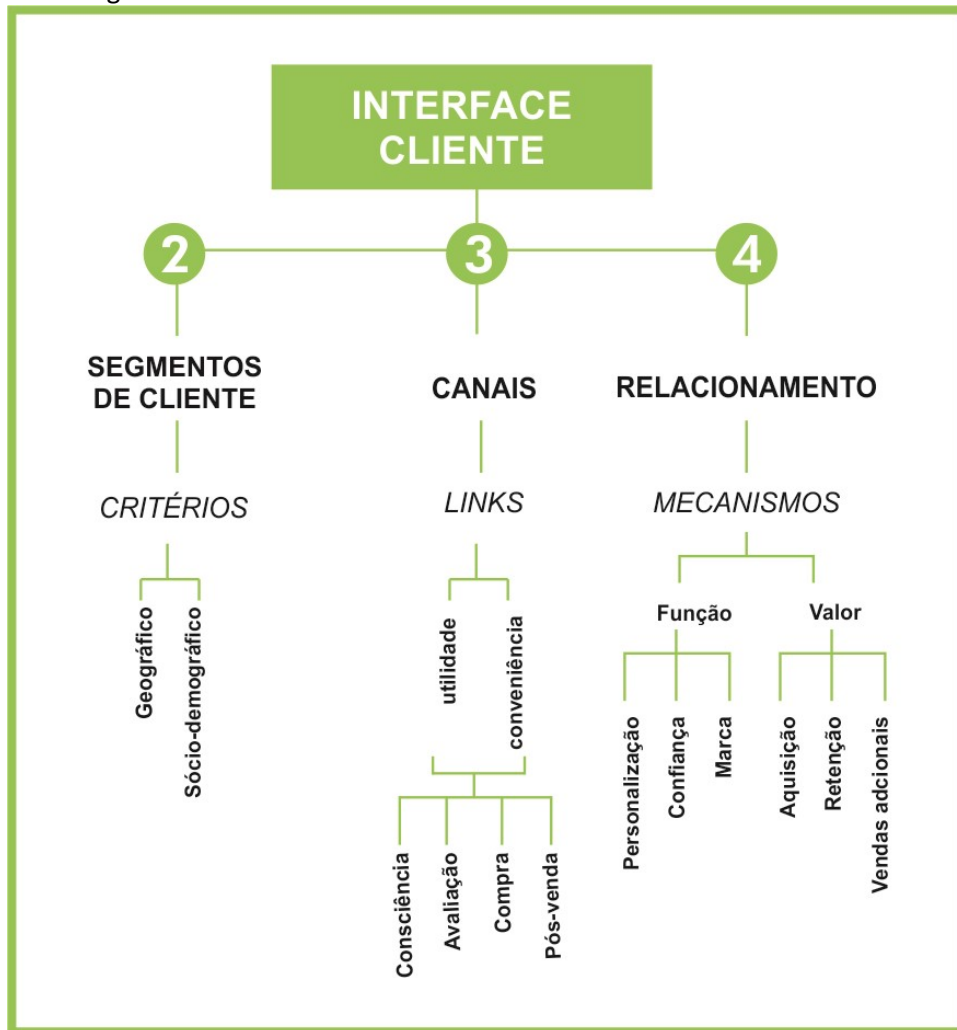 INTERFACE
CLIENTE
2
3
4
SEGMENTOS
DE CLIENTE
CANAIS
RELACIONAMENTO
CRITÉRIOS
LINKS
MECANISMOS
Geográfico
Sócio-demográfico
utilidade
conveniência
Consciência
Avaliação
Compra
Pós-venda
Função
Valor
Personalização
Confiança
Marca
Aquisição
Retenção
Vendas adcionais